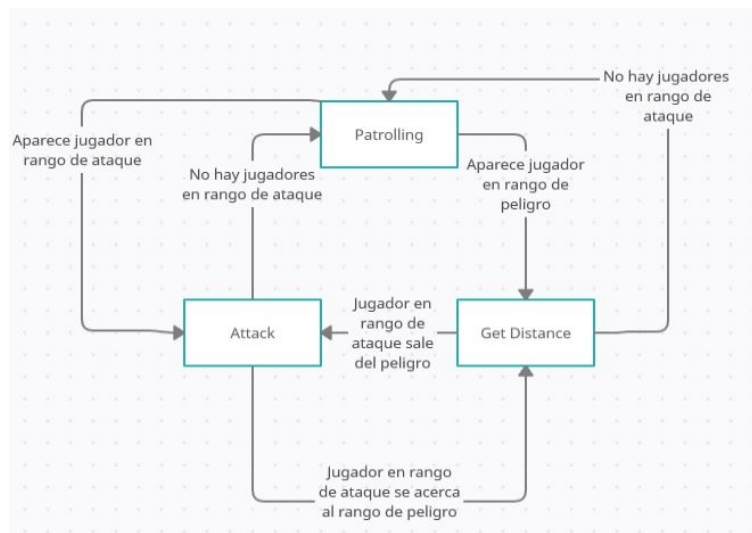 No hay jugadores
en rango de
ataque
Patrolling
Aparece jugador en
rango de ataque
No hay jugadores
en rango de ataque
Aparece jugador
en rango de
peligro
Attack
Jugador en
rango de
ataque sale
del peligro
Get Distance
Jugador en rango
de ataque se acerca
al rango de peligro